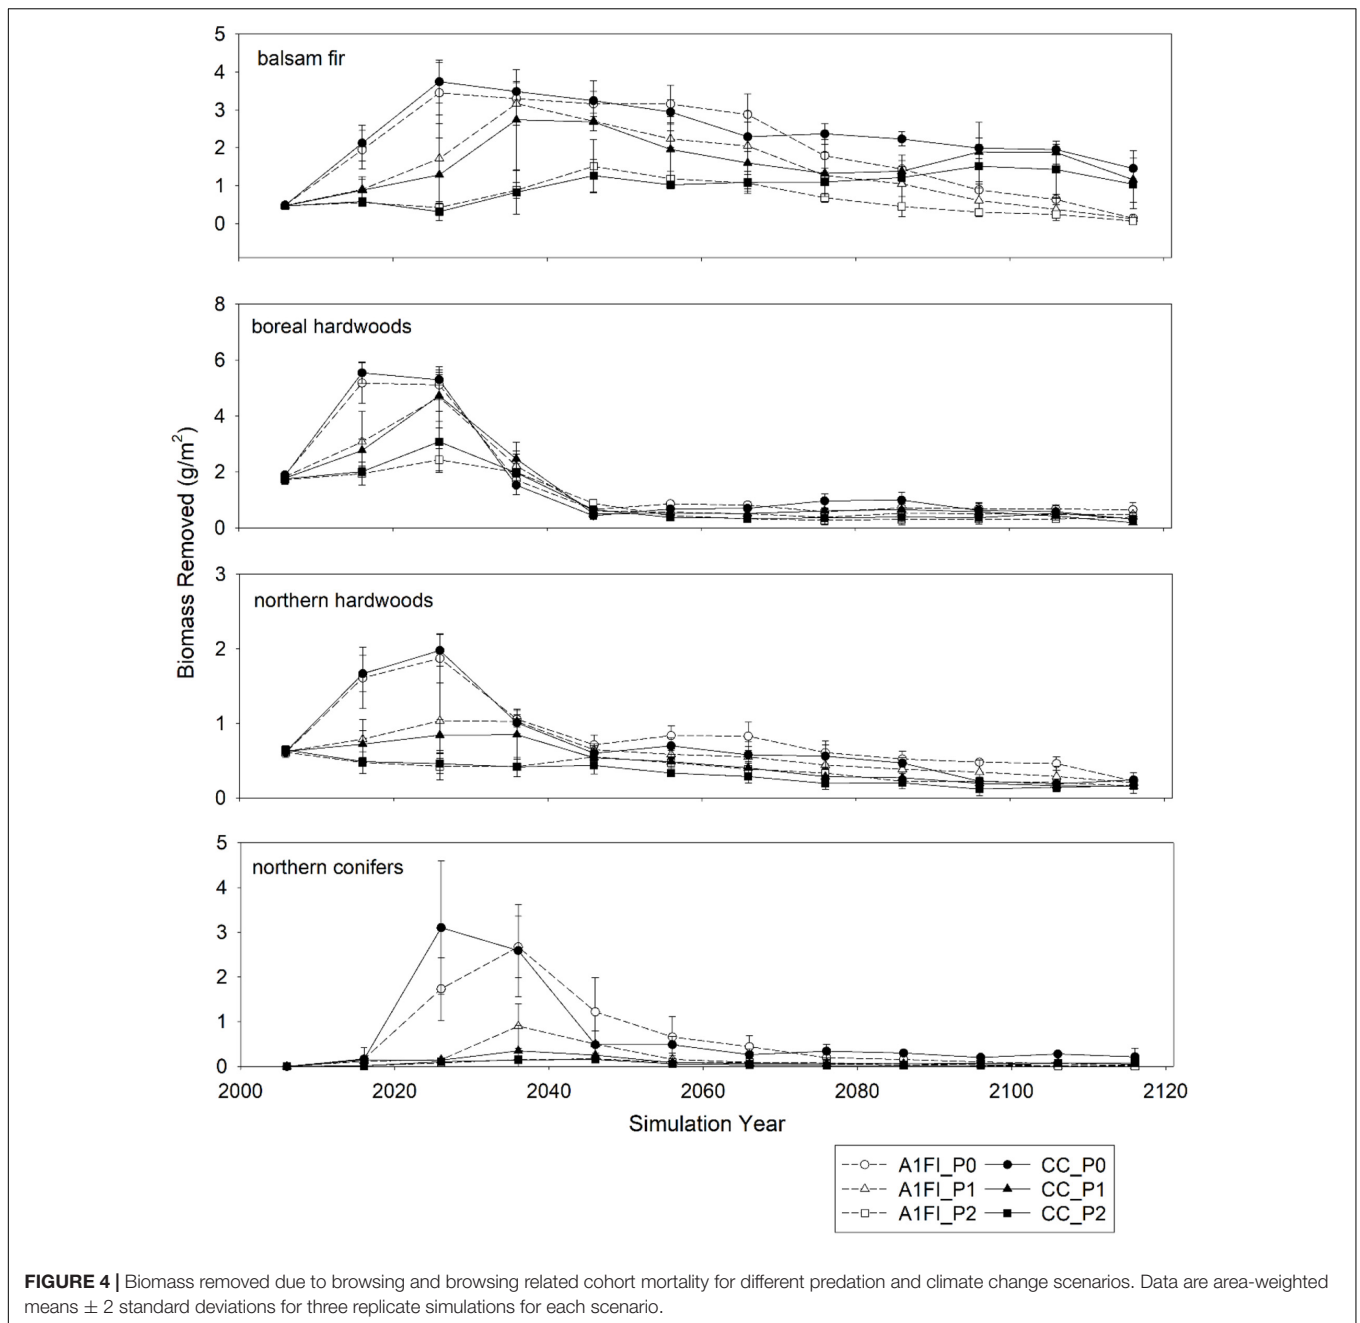 5
4
3
2
1
0
balsam fir
8
6
4
2
0
boreal hardwoods
Biomass Removed (g/m²)
3
2
1
0
northern hardwoods
5
4
3
2
1
0
northern conifers
2000 2020 2040 2060 2080 2100 2120
Simulation Year
A1FI_P0 CC_P0
A1FI_P1 CC_P1
A1FI_P2 CC_P2
FIGURE 4 | Biomass removed due to browsing and browsing related cohort mortality for different predation and climate change scenarios. Data are area-weighted
means ± 2 standard deviations for three replicate simulations for each scenario.